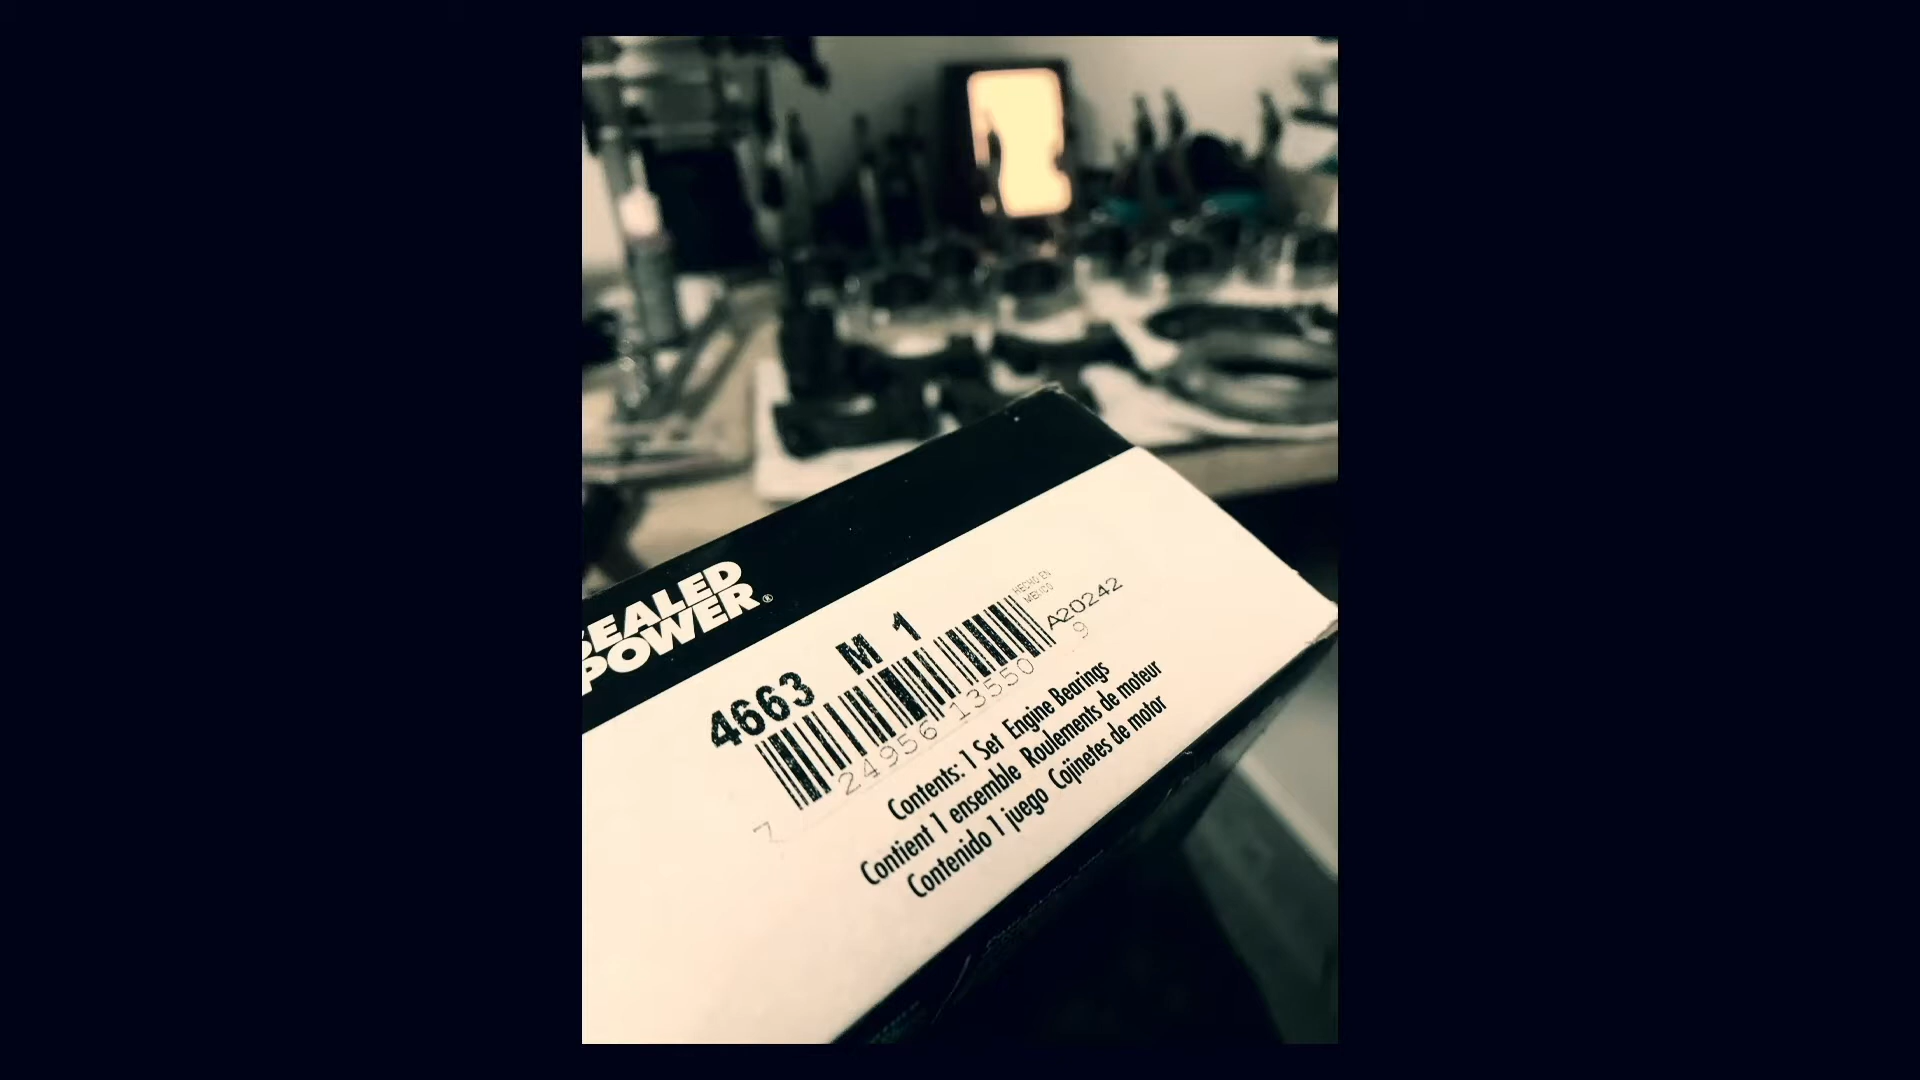 SEALED
POWER®
4663 M 1
HECHO EN
MEXICO
A20242
7 24956 13550 9
Contents: 1 Set Engine Bearings
Contient 1 ensemble Roulements de moteur
Contenido 1 juego Cojinetes de motor